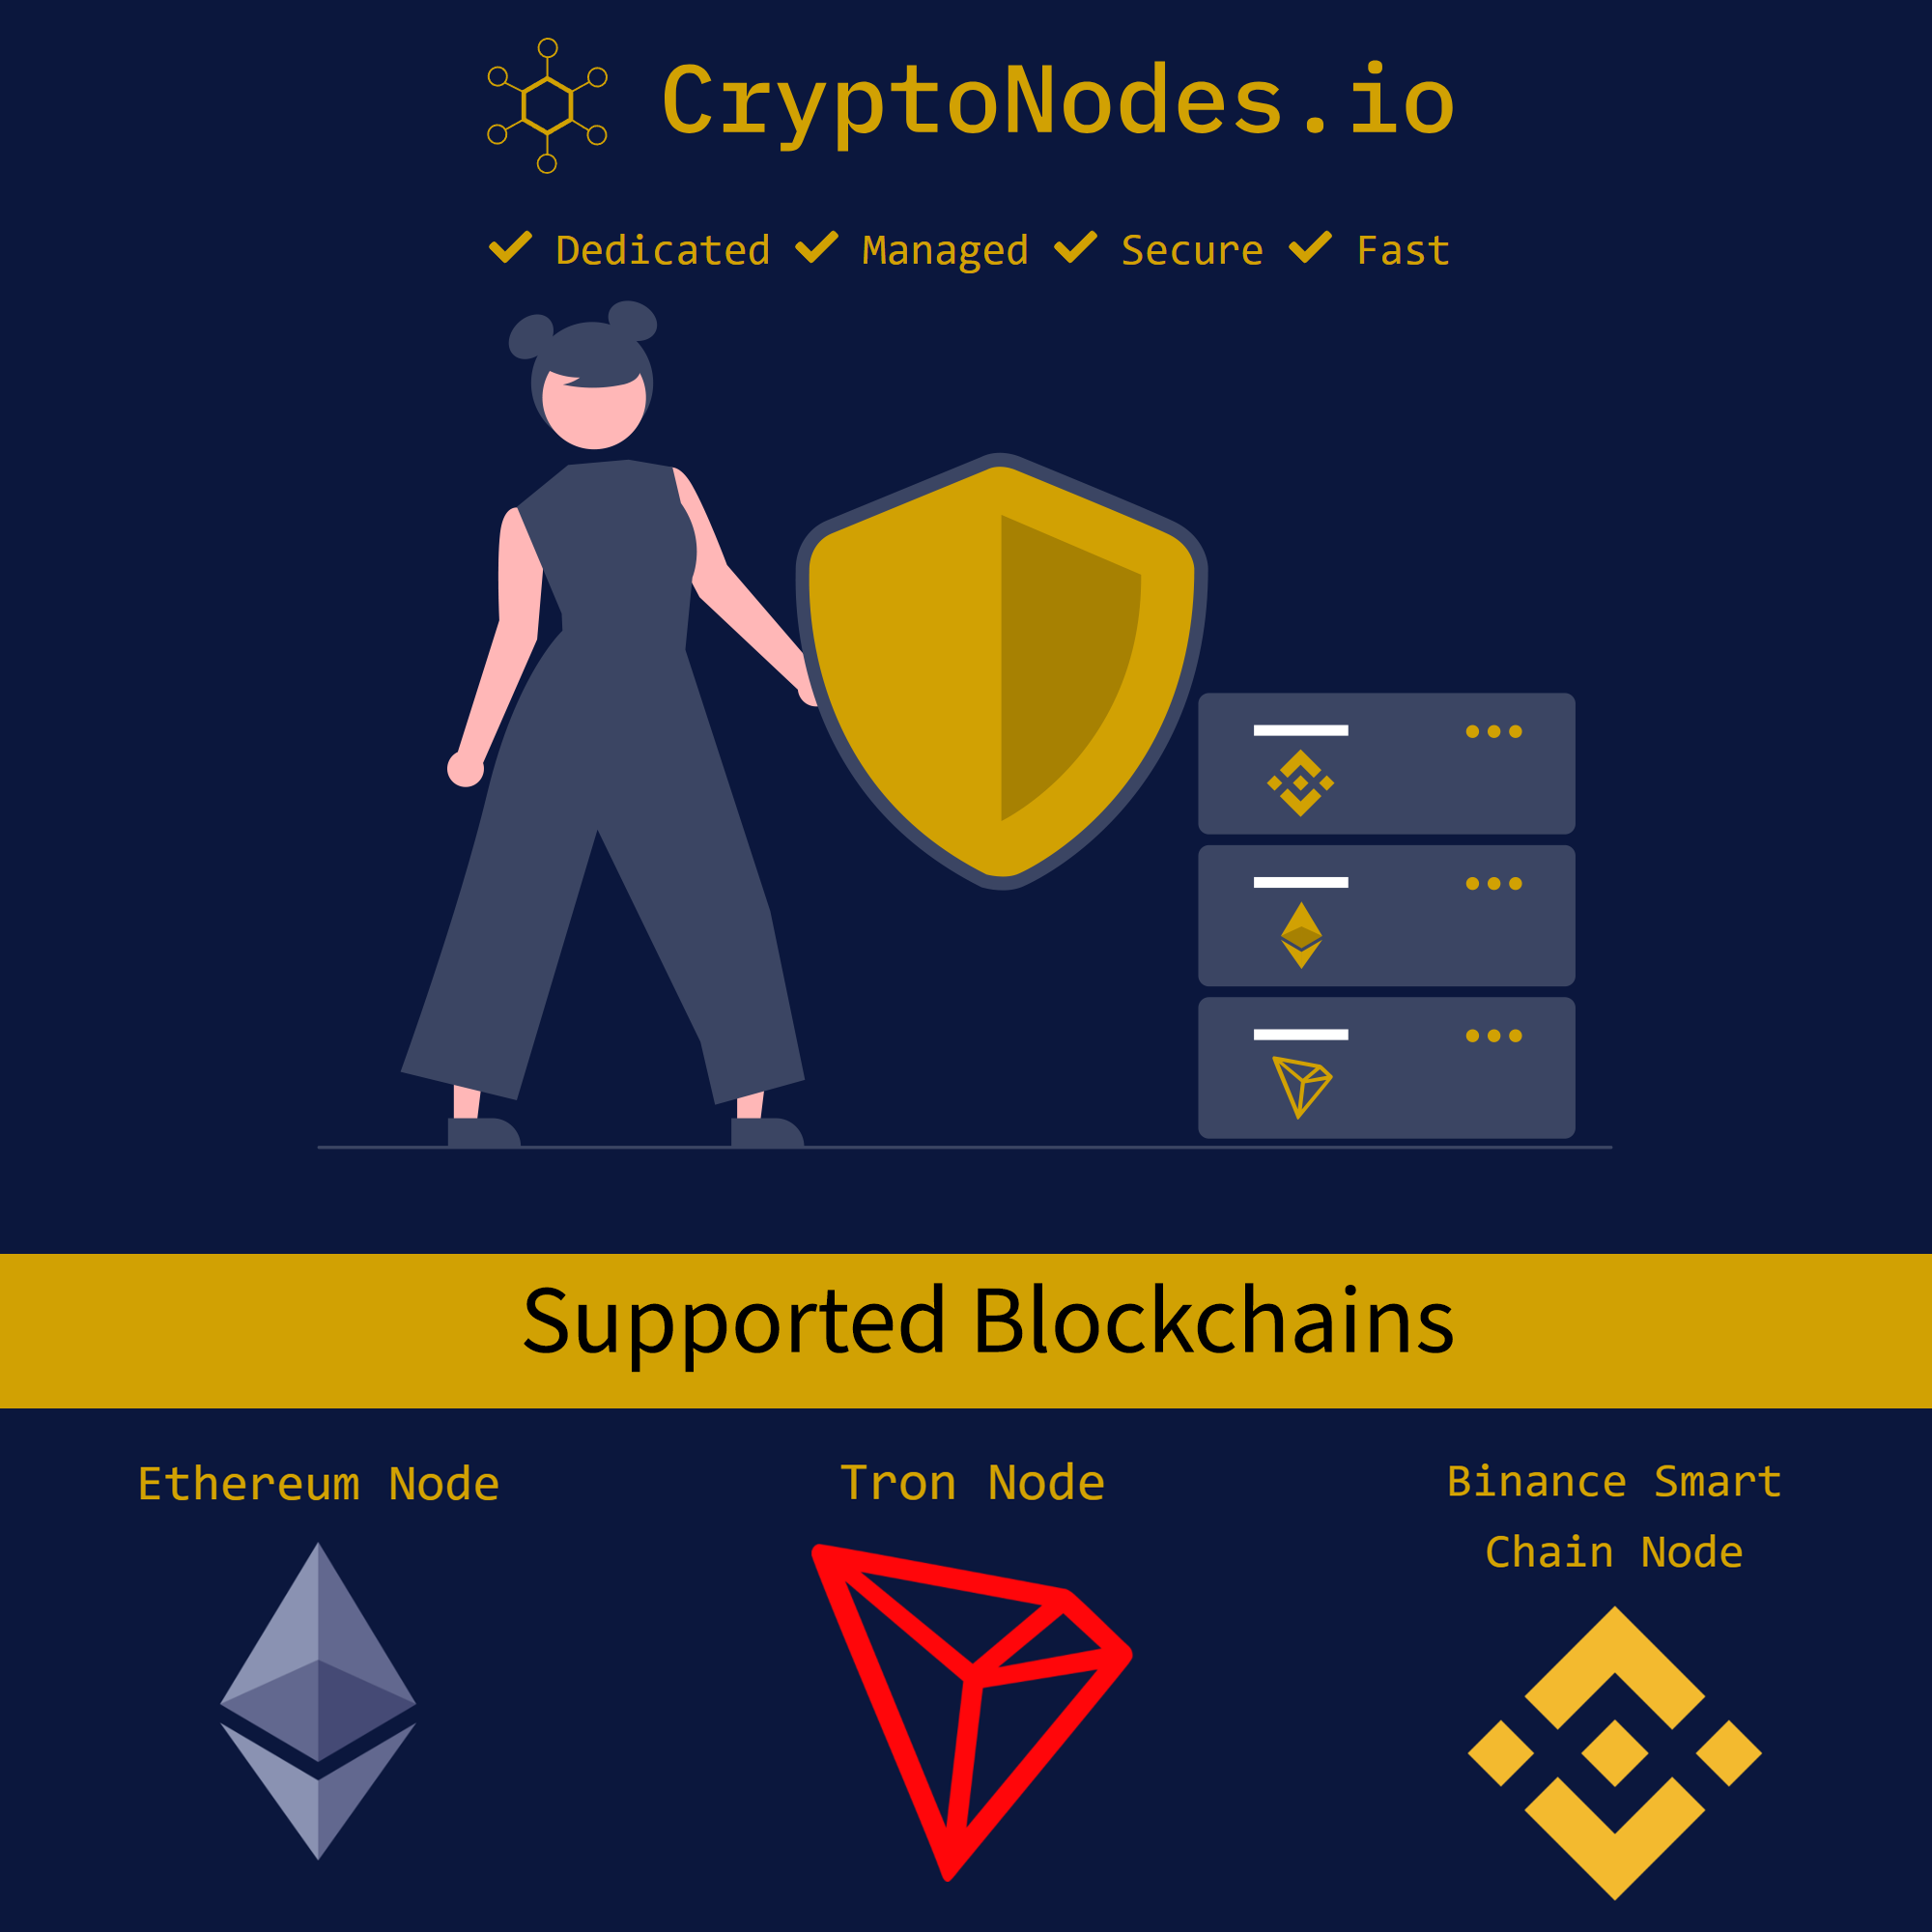 CryptoNodes.io
Dedicated Managed Secure Fast
Supported Blockchains
Ethereum Node
Tron Node
Binance Smart
Chain Node